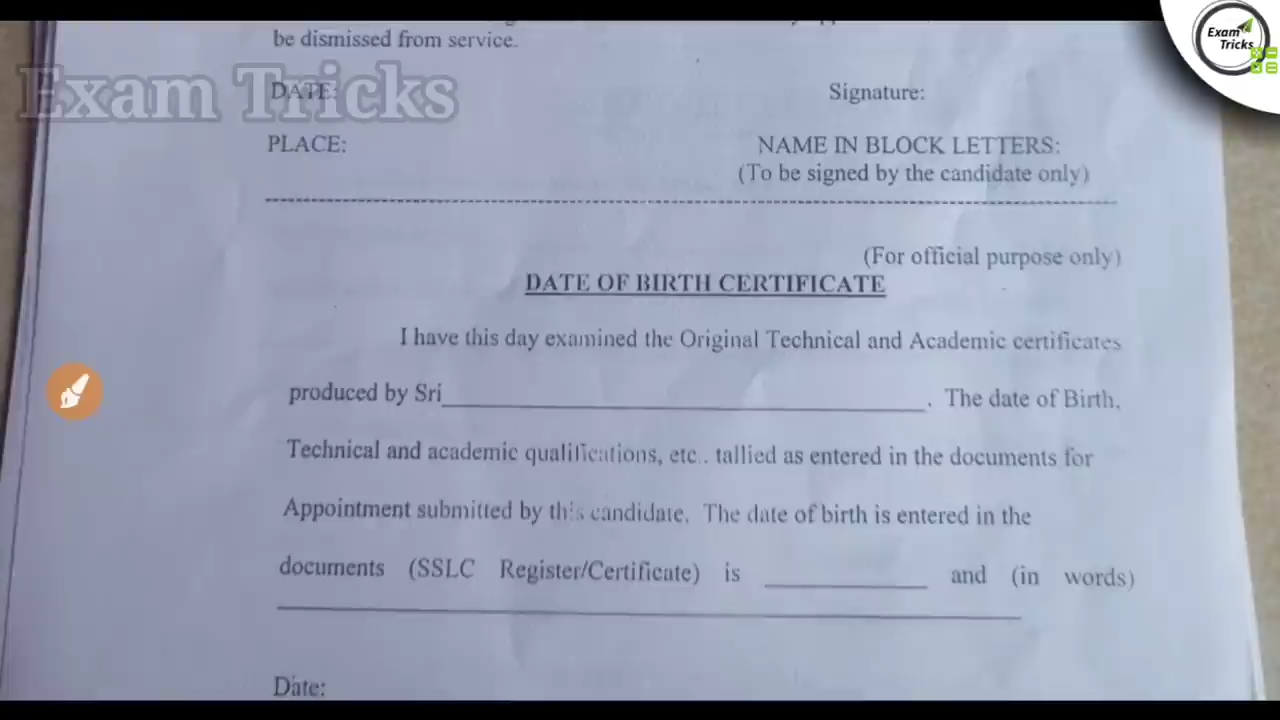 Exam
Tricks
be dismissed from service.
Exam Tricks
DATE: Signature:
PLACE: NAME IN BLOCK LETTERS:
(To be signed by the candidate only)
(For official purpose only)
DATE OF BIRTH CERTIFICATE
I have this day examined the Original Technical and Academic certificates
produced by Sri____________________. The date of Birth,
Technical and academic qualifications, etc.. tallied as entered in the documents for
Appointment submitted by this candidate. The date of birth is entered in the
documents (SSLC Register/Certificate) is __________ and (in words)
Date: